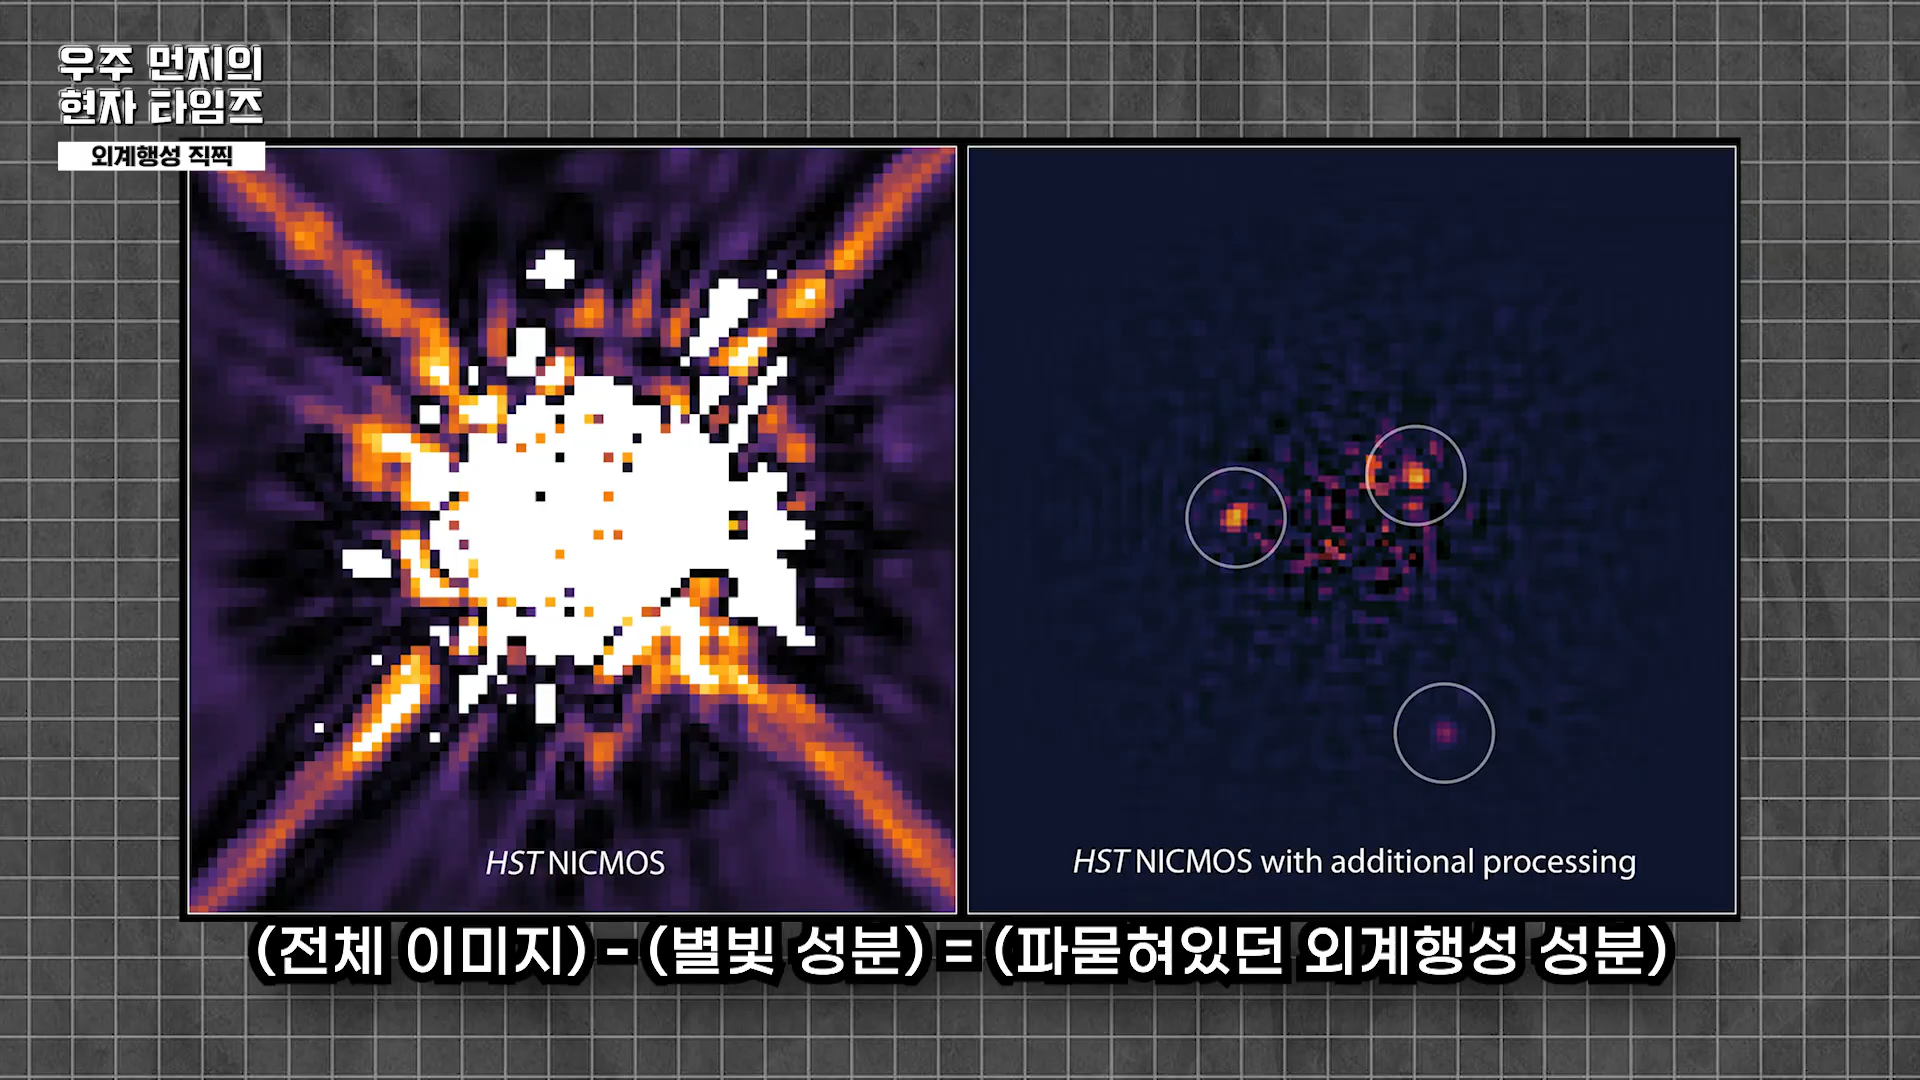 우주 먼지의
현자 타임즈
외계행성 직찍
HST NICMOS
HST NICMOS with additional processing
(전체 이미지) - (별빛 성분) = (파묻혀있던 외계행성 성분)